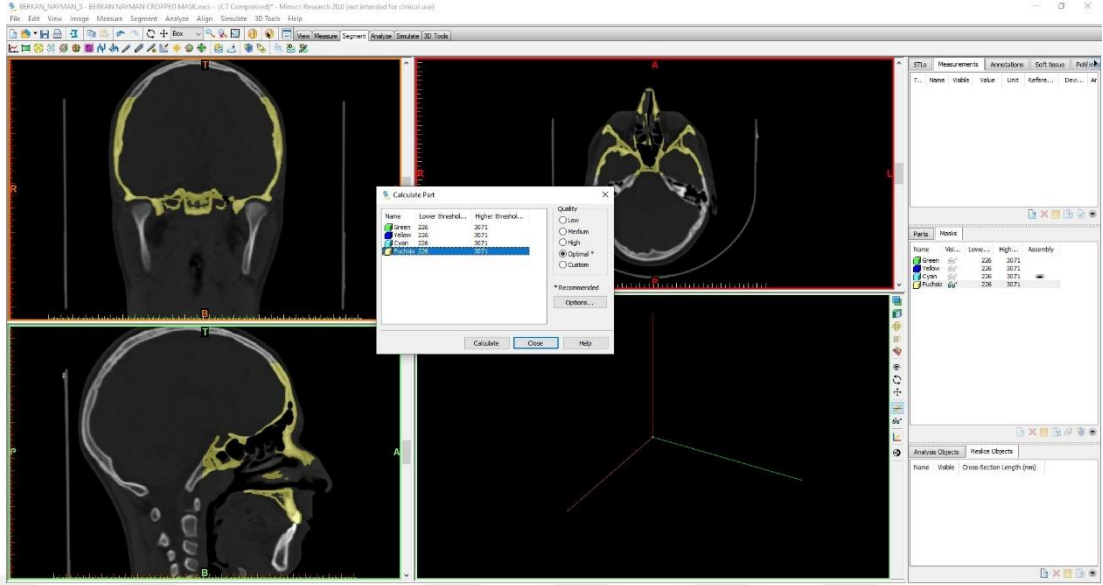 BERKAN_NAYMAN_S - BERKAN NAYMAN CROPPED MASK.mcs - (CT Compressed)* - Mimics Research 20.0 (not intended for clinical use)
File Edit View Image Measure Segment Analyze Align Simulate 3D Tools Help
Box View Measure Segment Analyze Simulate 3D Tools
T
R
B
A
R
L
P
T
P
A
B
Calculate Part
Name Lower threshol... Higher threshol...
Green 226 3071
Yellow 226 3071
Cyan 226 3071
Fuchsia 226 3071
Quality
Low
Medium
High
Optimal *
Custom
* Recommended
Options...
Calculate Close Help
STLs Measurements Annotations Soft tissue
T... Name Visible Value Unit Refere... Devi... Ar
Parts Masks
Name Visi... Lowe... High... Assembly
Green 226 3071
Yellow 226 3071
Cyan 226 3071
Fuchsia 226 3071
Analysis Objects Reslice Objects
Name Visible Cross-Section Length (mm)